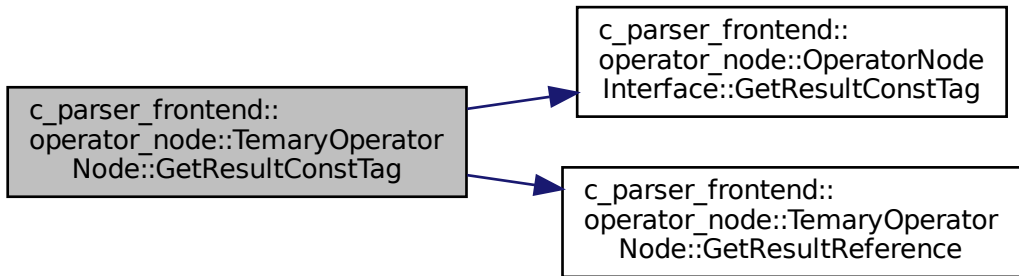 c_parser_frontend::
operator_node::TemaryOperator
Node::GetResultConstTag
c_parser_frontend::
operator_node::OperatorNode
Interface::GetResultConstTag
c_parser_frontend::
operator_node::TemaryOperator
Node::GetResultReference